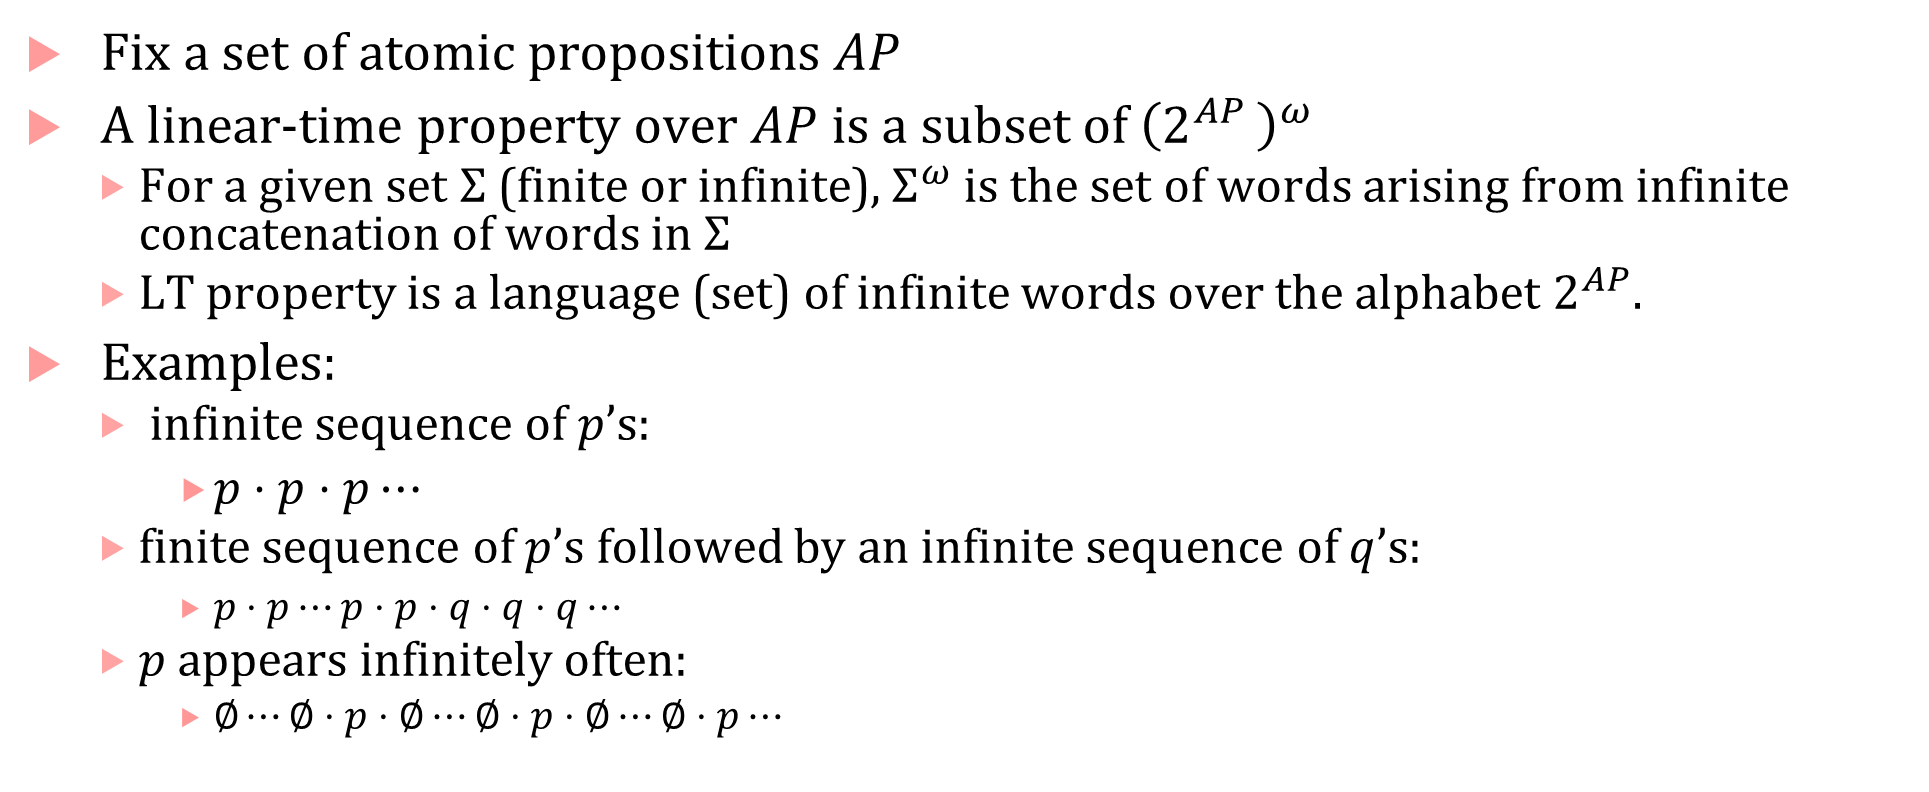 Fix a set of atomic propositions AP
A linear-time property over AP is a subset of (2^{AP})^ω
For a given set Σ (finite or infinite), Σ^ω is the set of words arising from infinite
concatenation of words in Σ
LT property is a language (set) of infinite words over the alphabet 2^{AP}.
Examples:
infinite sequence of p’s:
p · p · p ⋯
finite sequence of p’s followed by an infinite sequence of q’s:
p · p ⋯ p · p · q · q · q ⋯
p appears infinitely often:
∅ ⋯ ∅ · p · ∅ ⋯ ∅ · p · ∅ ⋯ ∅ · p ⋯